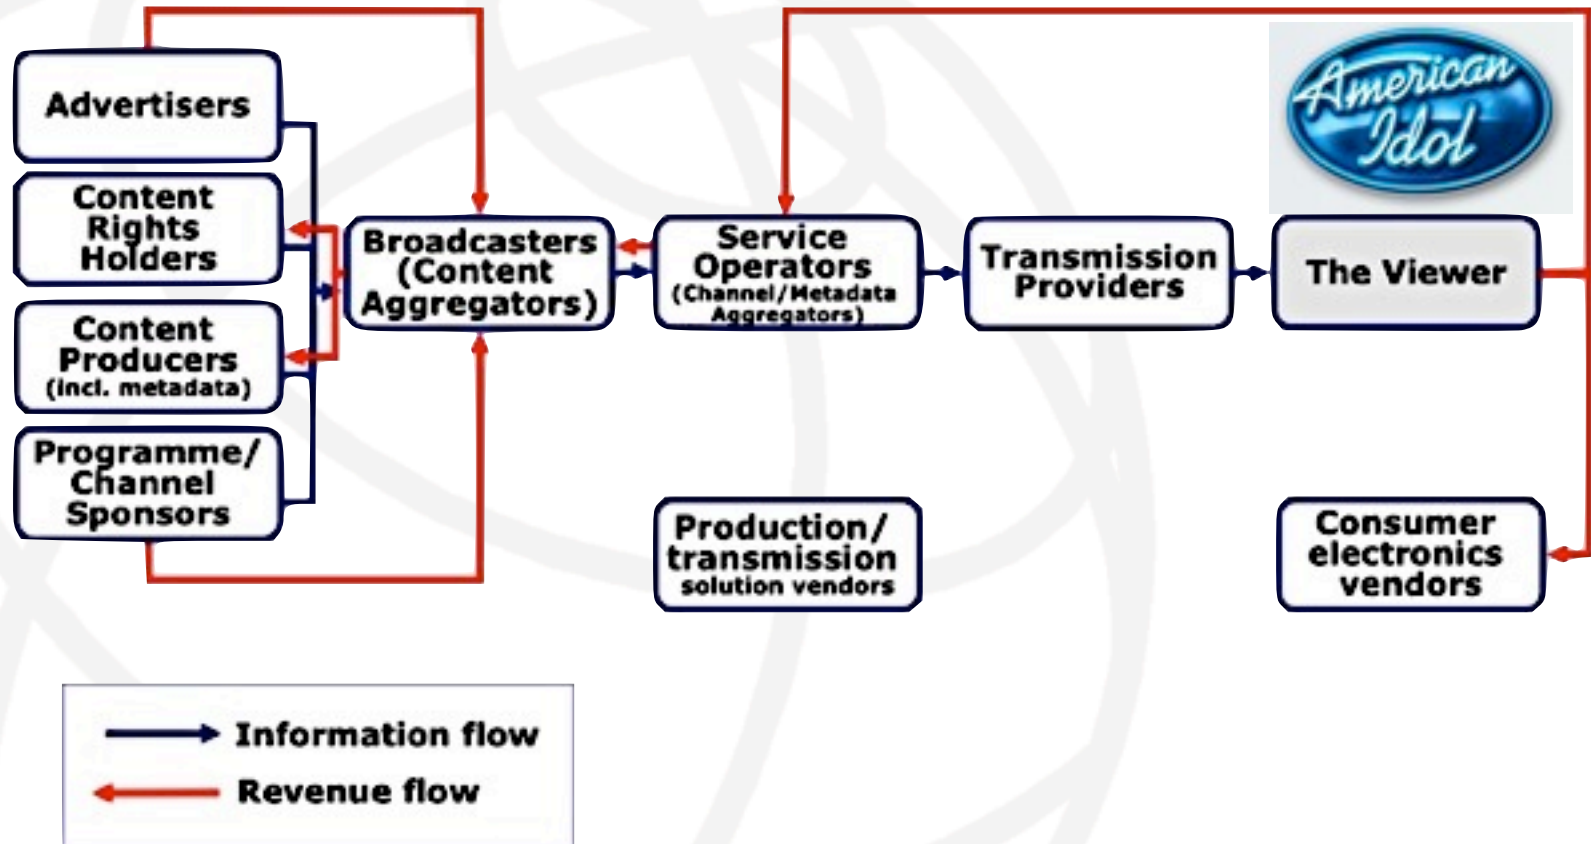 Advertisers
Content
Rights
Holders
Content
Producers
(incl. metadata)
Programme/
Channel
Sponsors
Broadcasters
(Content
Aggregators)
Service
Operators
(Channel/Metadata
Aggregators)
Transmission
Providers
American
Idol
The Viewer
Production/
transmission
solution vendors
Consumer
electronics
vendors
Information flow
Revenue flow